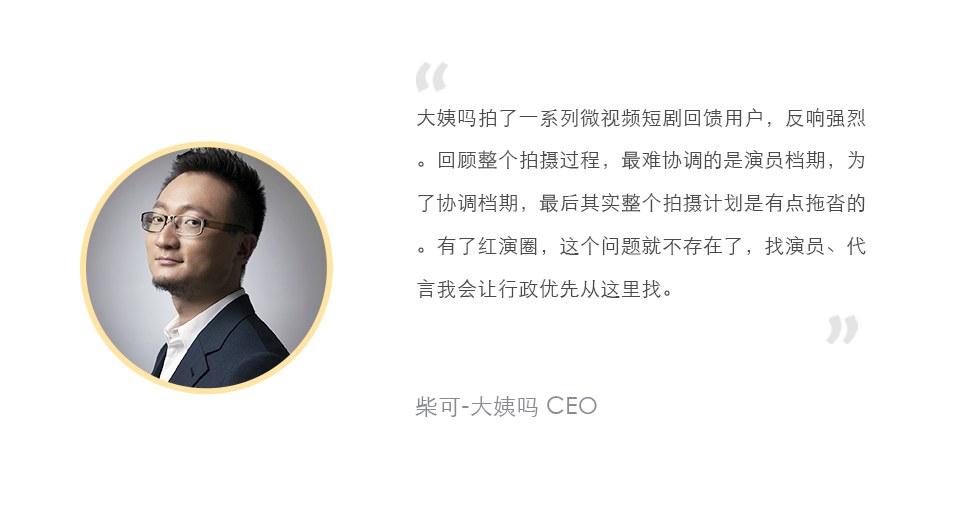 “
大姨吗拍了一系列微视频短剧回馈用户，反响强烈
。回顾整个拍摄过程，最难协调的是演员档期，为
了协调档期，最后其实整个拍摄计划是有点拖沓的
。有了红演圈，这个问题就不存在了，找演员、代
言我会让行政优先从这里找。
”
柴可-大姨吗 CEO